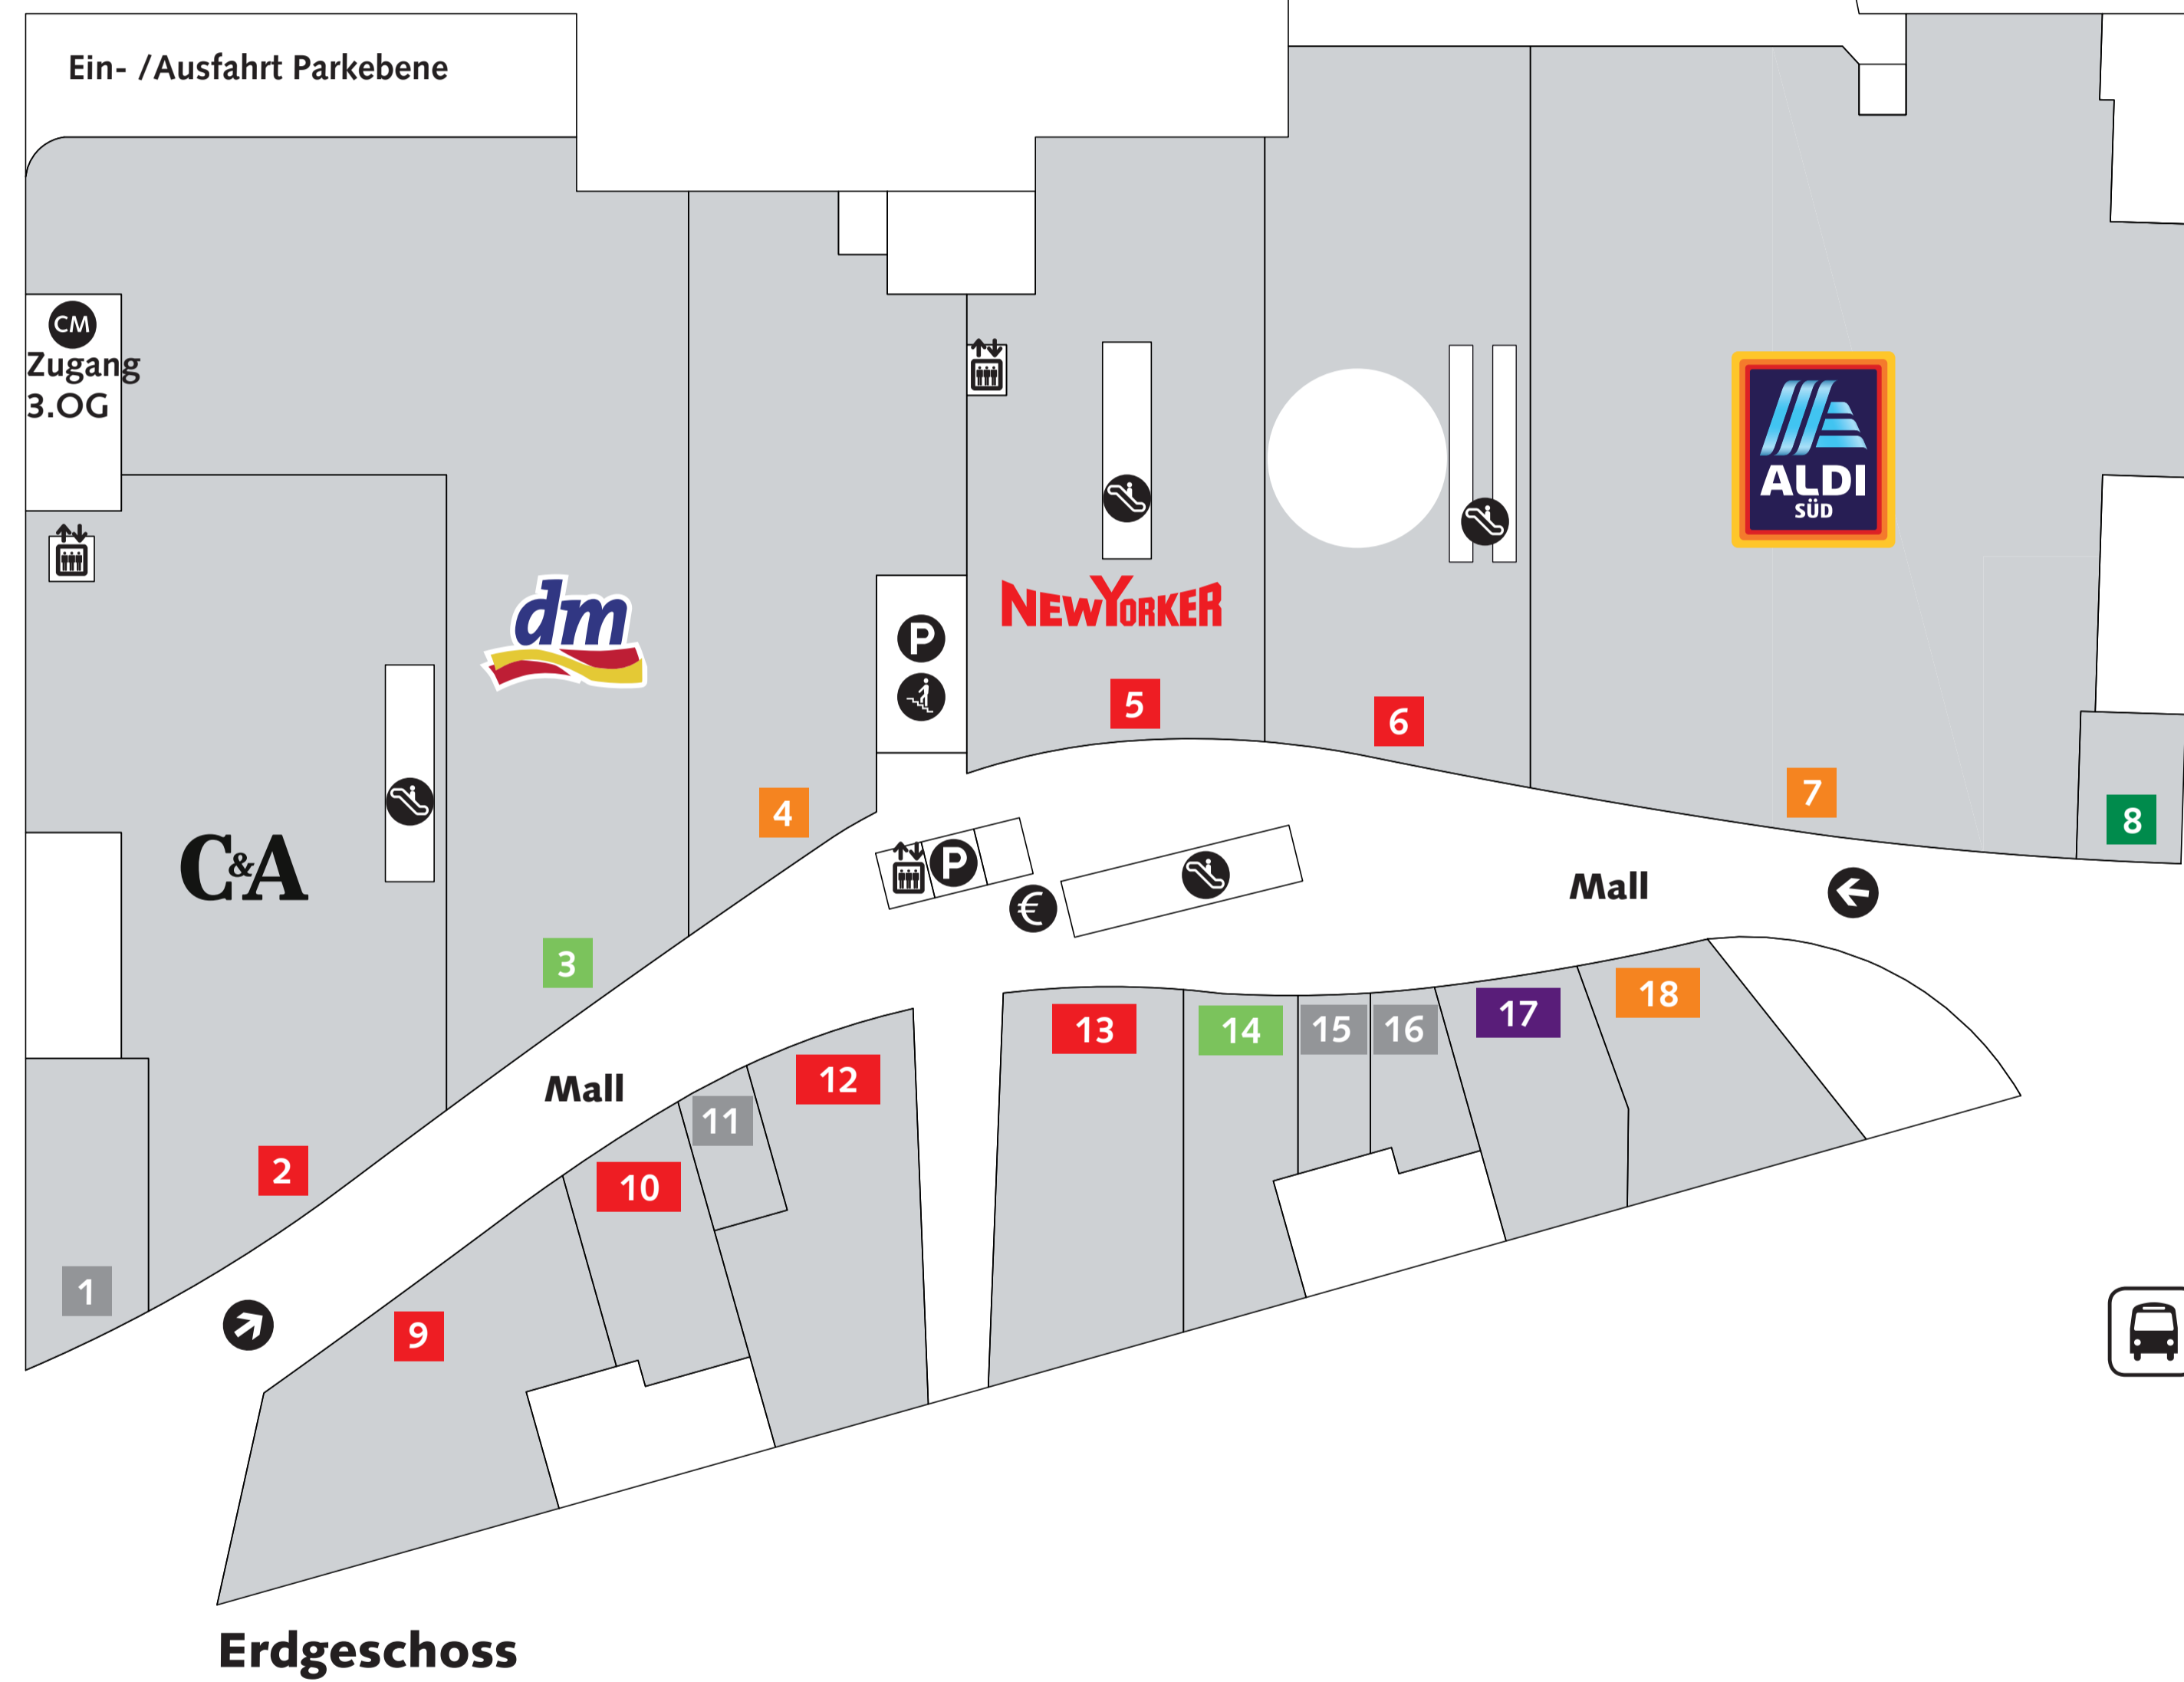 Ein- /Ausfahrt Parkebene
CM
Zugang
3.OG
dm
NEWYORKER
ALDI
SÜD
P
5
6
C&A
4
7
8
P
€
Mall
3
18
17
13
14
15
16
Mall
12
11
2
10
1
9
Erdgeschoss